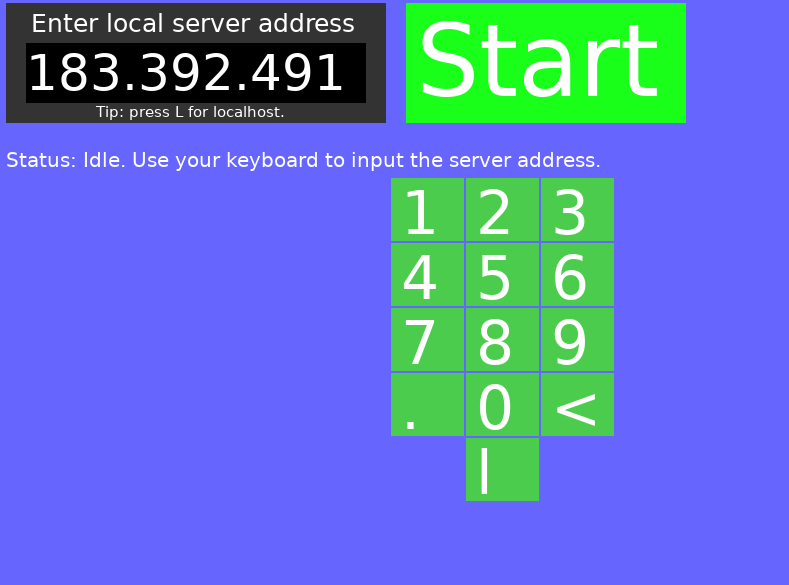 Enter local server address
183.392.491
Tip: press L for localhost.
Start
Status: Idle. Use your keyboard to input the server address.
1 2 3
4 5 6
7 8 9
. 0 <
l